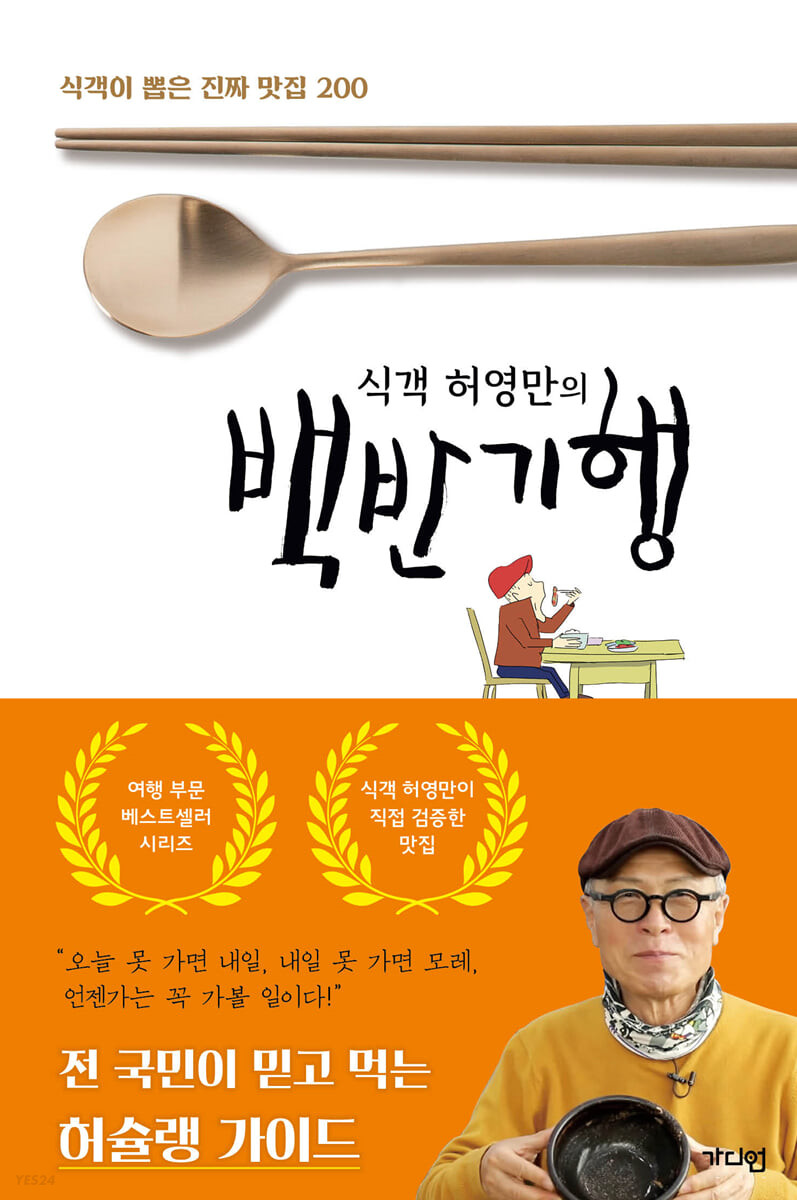 식객이 뽑은 진짜 맛집 200
식객 허영만의
백반기행
여행 부문
베스트셀러
시리즈
식객 허영만이
직접 검증한
맛집
“오늘 못 가면 내일, 내일 못 가면 모레,
언젠가는 꼭 가볼 일이다!”
전 국민이 믿고 먹는
허슐랭 가이드
가디언
YES24